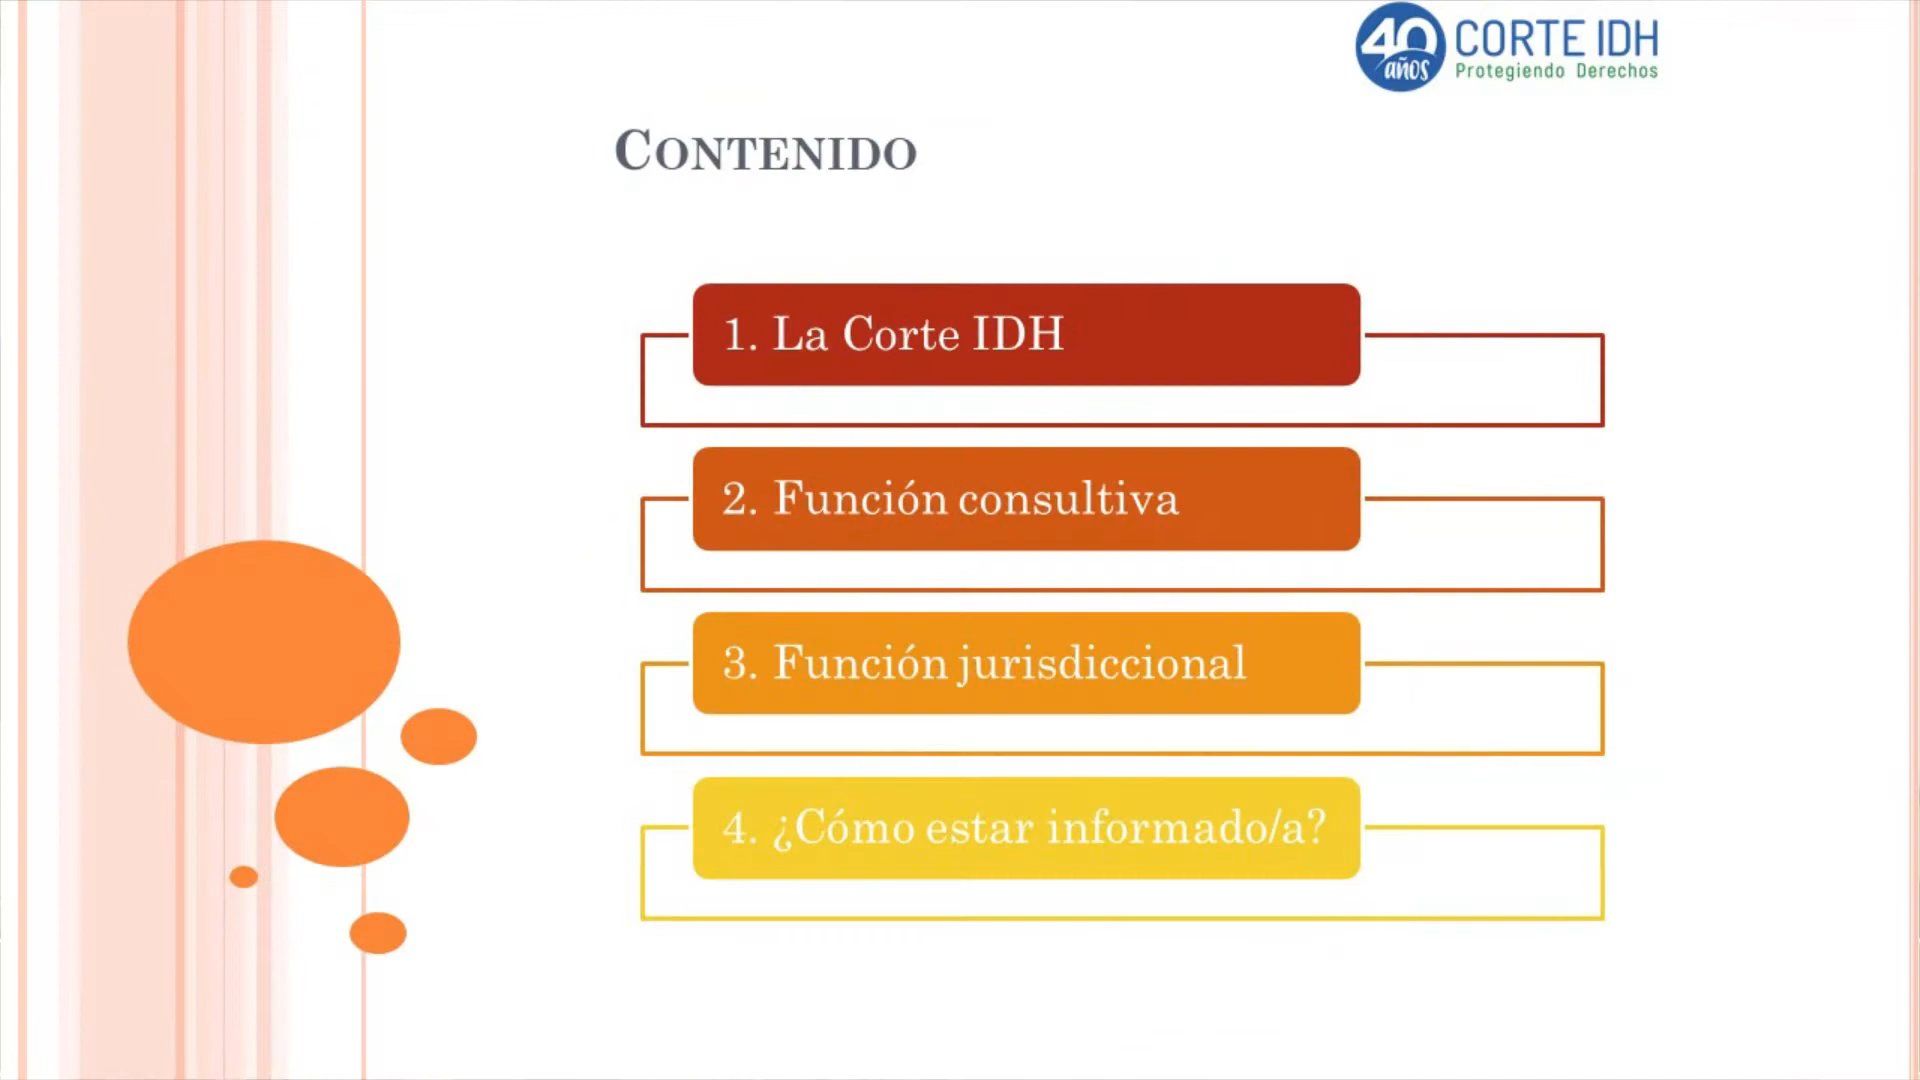 40
años
CORTE IDH
Protegiendo Derechos
CONTENIDO
1. La Corte IDH
2. Función consultiva
3. Función jurisdiccional
4. ¿Cómo estar informado/a?